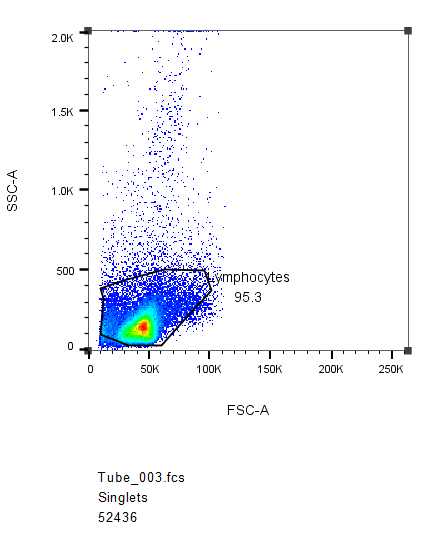 2.0K
1.5K
1.0K
500
0
SSC-A
Lymphocytes
95.3
0
50K
100K
150K
200K
250K
FSC-A
Tube_003.fcs
Singlets
52436